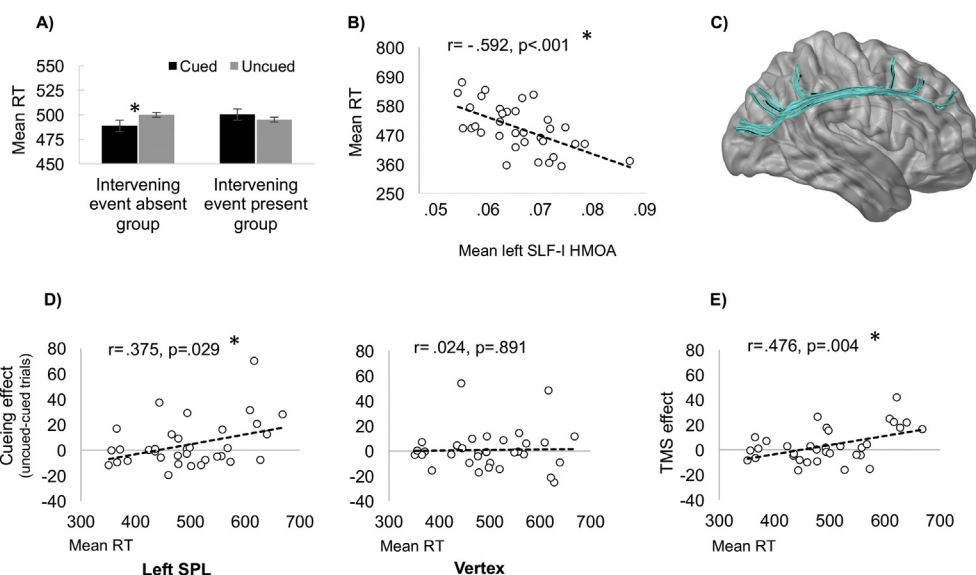 A)
550
525
500
475
450
Mean RT
Cued
Uncued
*
Intervening
event absent
group
Intervening
event present
group
B)
r= -.592, p<.001 *
800
690
580
470
360
250
Mean RT
.05 .06 .07 .08 .09
Mean left SLF-I HMOA
C)
D)
r=.375, p=.029 *
80
60
40
20
0
-20
-40
Cueing effect
(uncued-cued trials)
300 400 500 600 700
Mean RT
Left SPL
r= .024, p=.891
80
60
40
20
0
-20
-40
300 400 500 600 700
Mean RT
Vertex
E)
r=.476, p=.004 *
80
60
40
20
0
-20
-40
TMS effect
300 400 500 600 700
Mean RT